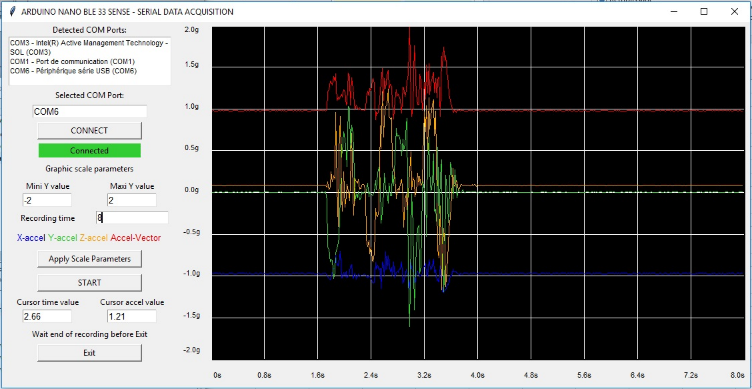 ARDUINO NANO BLE 33 SENSE - SERIAL DATA ACQUISITION
Detected COM Ports:
COM3 - Intel(R) Active Management Technology -
SOL (COM3)
COM1 - Port de communication (COM1)
COM6 - Périphérique série USB (COM6)
Selected COM Port:
COM6
CONNECT
Connected
Graphic scale parameters
Mini Y value Maxi Y value
-2 2
Recording time 8
X-accel Y-accel Z-accel Accel-Vector
Apply Scale Parameters
START
Cursor time value Cursor accel value
2.66 1.21
Wait end of recording before Exit
Exit
2.0g
1.5g
1.0g
0.5g
0.0g
-0.5g
-1.0g
-1.5g
-2.0g
0s 0.8s 1.6s 2.4s 3.2s 4.0s 4.8s 5.6s 6.4s 7.2s 8.0s